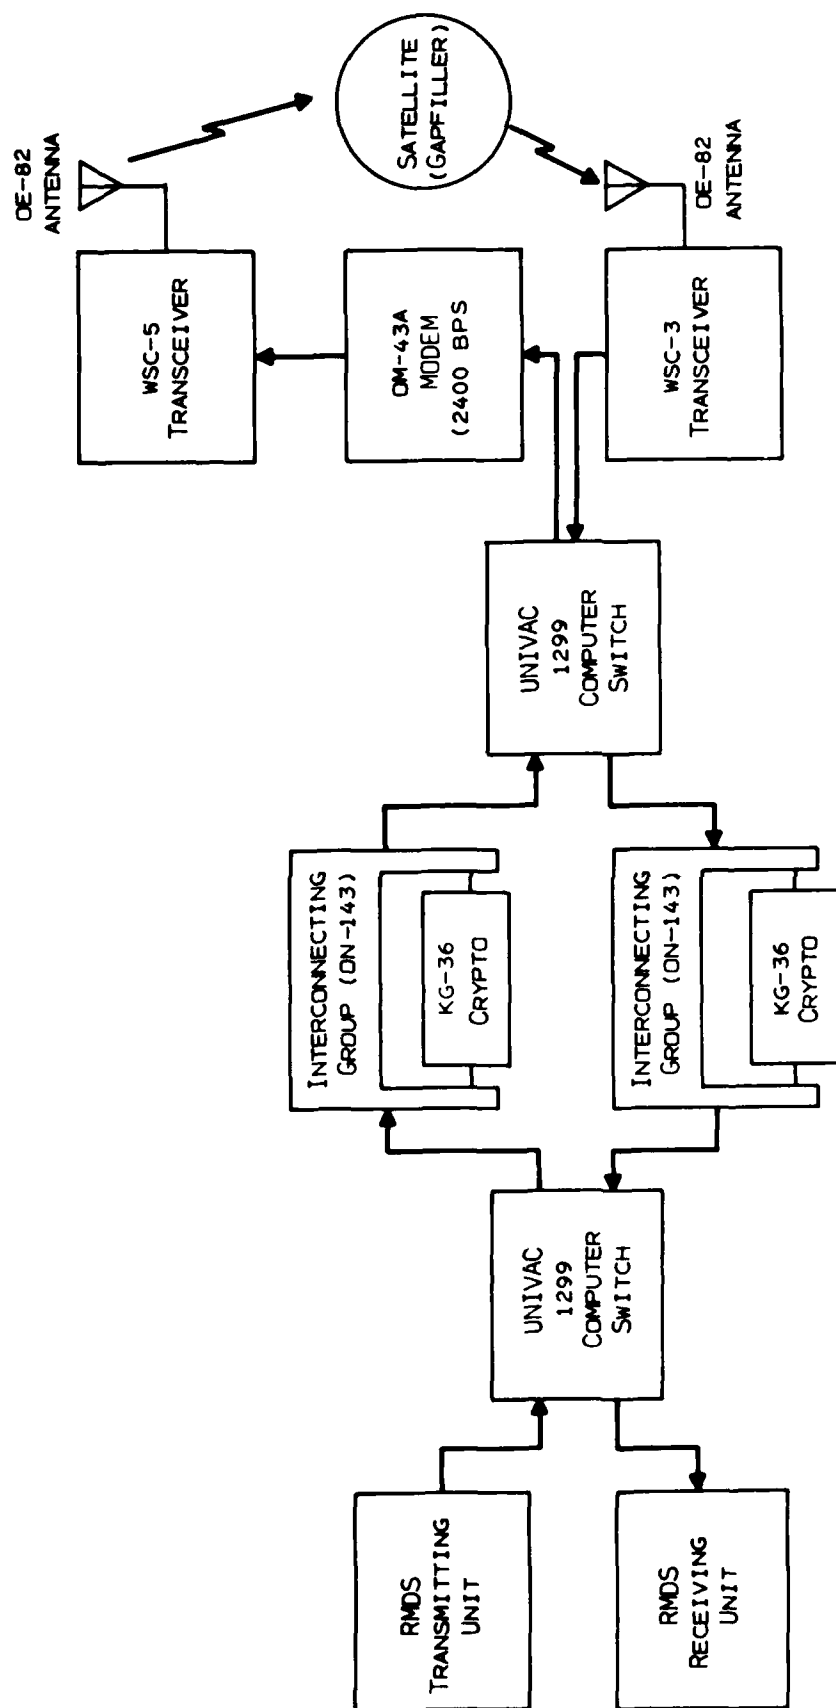 RMDS
TRANSMITTING
UNIT
RMDS
RECEIVING
UNIT
UNIVAC
1299
COMPUTER
SWITCH
INTERCONNECTING
GROUP (ON-143)
KG-36
CRYPTO
INTERCONNECTING
GROUP (ON-143)
KG-36
CRYPTO
UNIVAC
1299
COMPUTER
SWITCH
WSC-5
TRANSCEIVER
OM-43A
MODEM
(2400 BPS)
WSC-3
TRANSCEIVER
OE-82
ANTENNA
SATELLITE
(GAPFILLER)
OE-82
ANTENNA